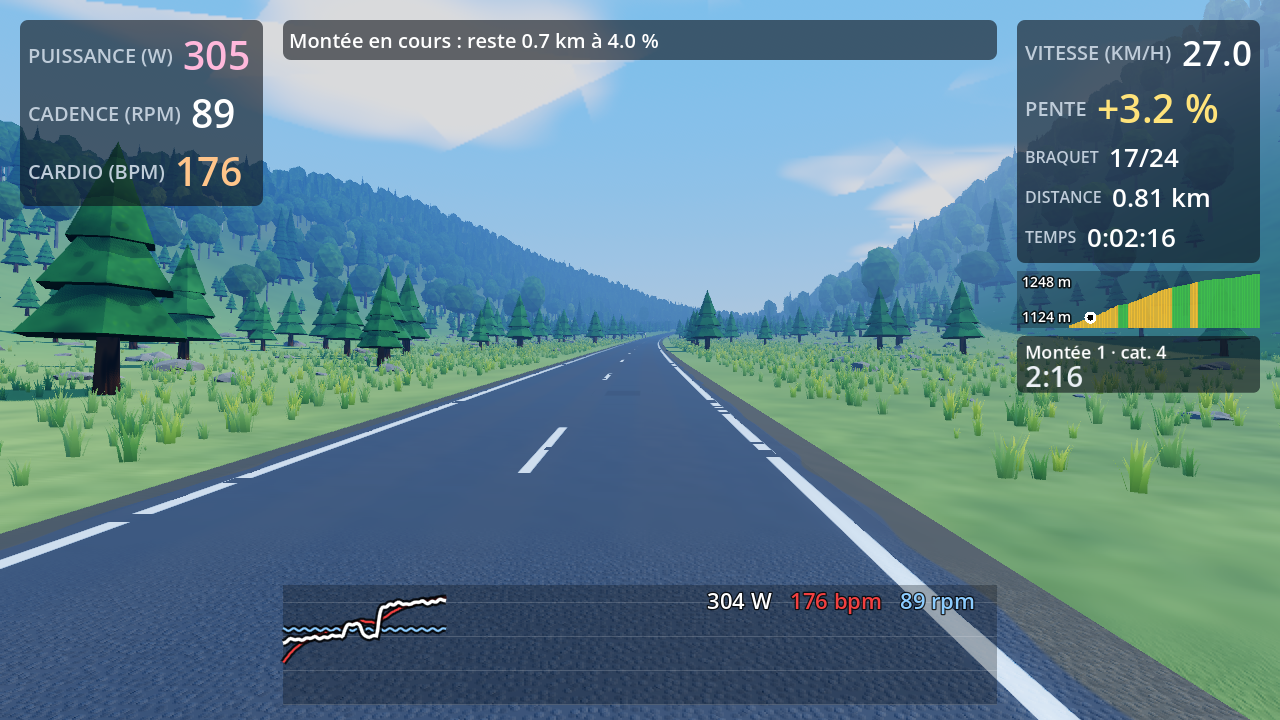 PUISSANCE (W) 305
CADENCE (RPM) 89
CARDIO (BPM) 176
Montée en cours : reste 0.7 km à 4.0 %
VITESSE (KM/H) 27.0
PENTE +3.2 %
BRAQUET 17/24
DISTANCE 0.81 km
TEMPS 0:02:16
1248 m
1124 m
Montée 1 · cat. 4
2:16
304 W 176 bpm 89 rpm